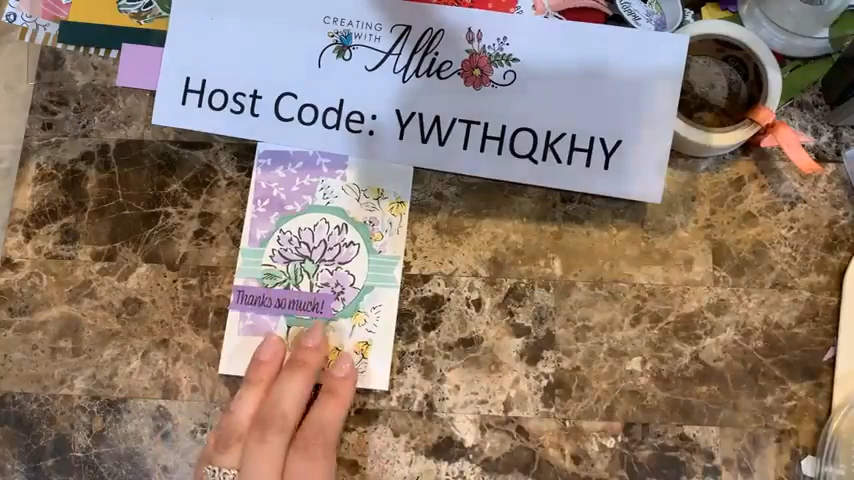 CREATING
WITH
Allie
Host Code: YWTHQKHY
Thanks so much!